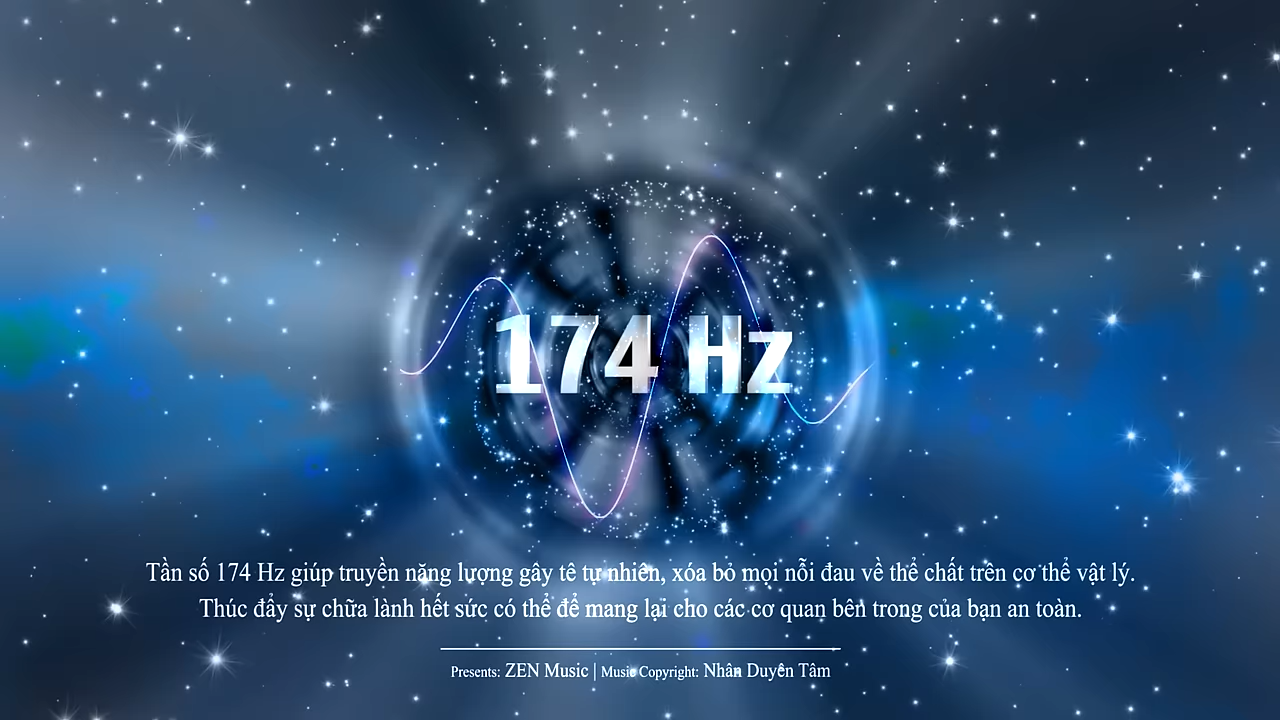 174 Hz
Tần số 174 Hz giúp truyền năng lượng gây tê tự nhiên, xóa bỏ mọi nỗi đau về thể chất trên cơ thể vật lý.
Thúc đẩy sự chữa lành hết sức có thể để mang lại cho các cơ quan bên trong của bạn an toàn.
Presents: ZEN Music | Music Copyright: Nhân Duyên Tâm